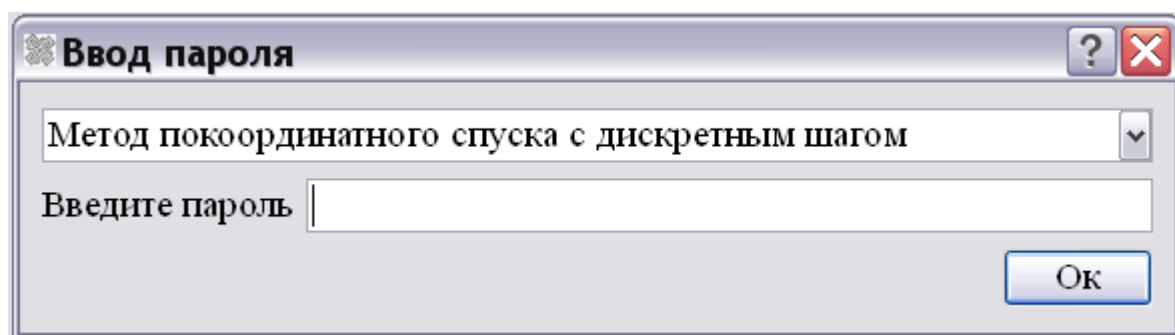 Ввод пароля
?
Метод покоординатного спуска с дискретным шагом
Введите пароль
Ок